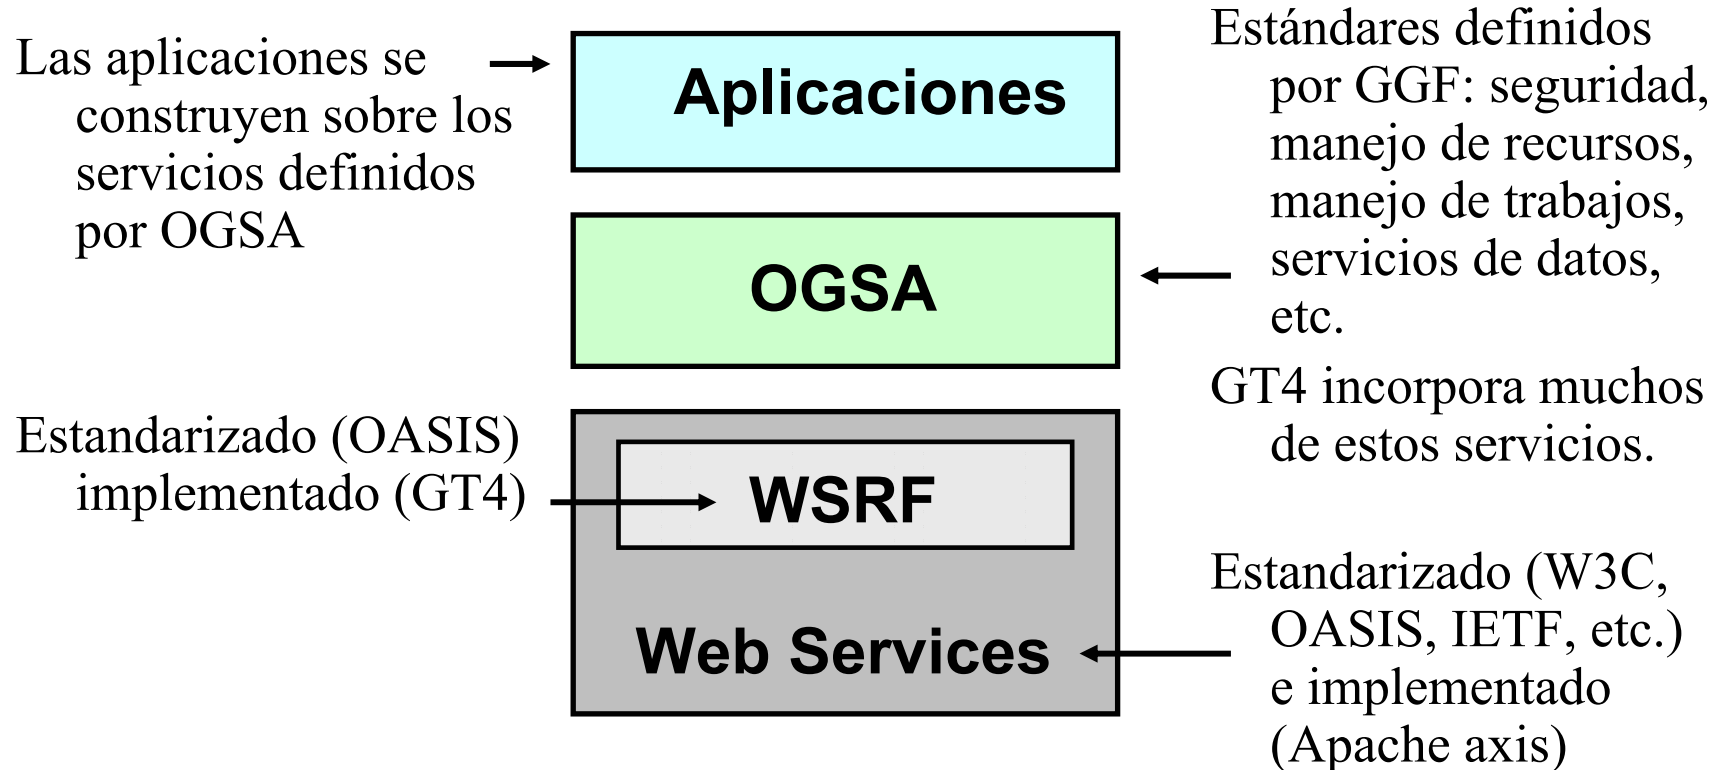 Las aplicaciones se
construyen sobre los
servicios definidos
por OGSA
Aplicaciones
Estándares definidos
por GGF: seguridad,
manejo de recursos,
manejo de trabajos,
servicios de datos,
etc.
GT4 incorpora muchos
de estos servicios.
OGSA
Estandarizado (OASIS)
implementado (GT4)
WSRF
Web Services
Estandarizado (W3C,
OASIS, IETF, etc.)
e implementado
(Apache axis)